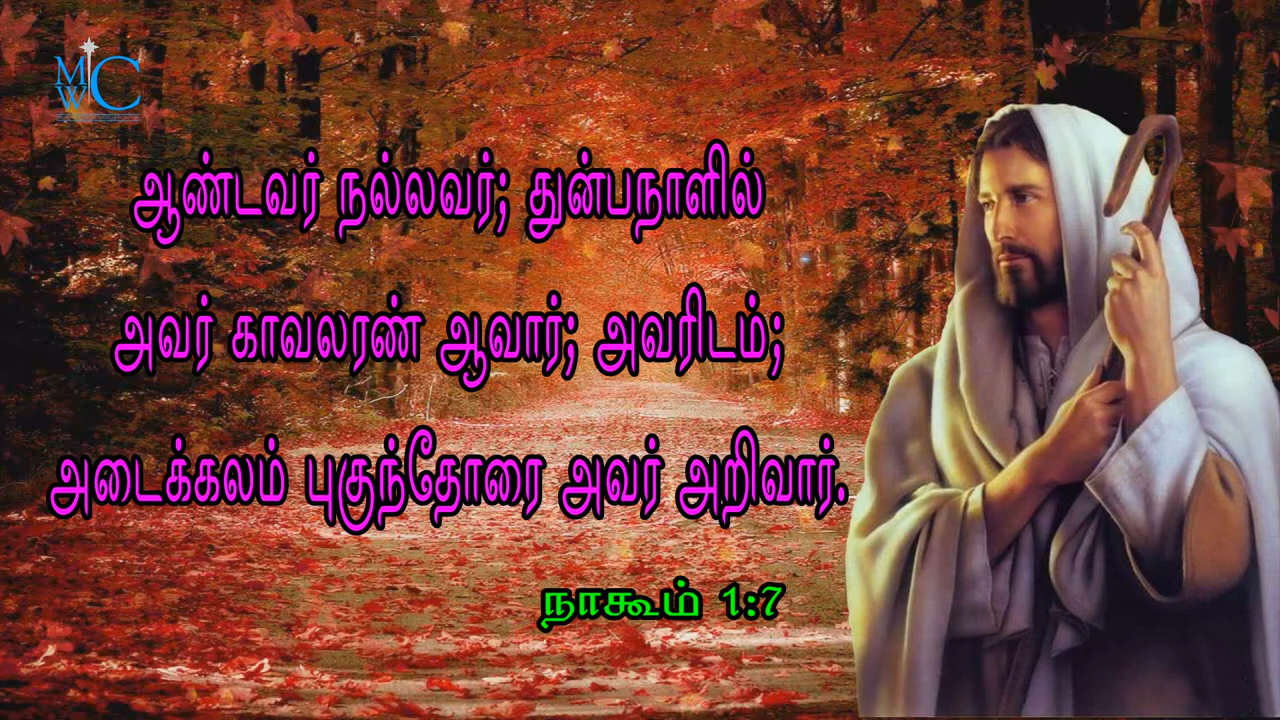 M
W C
ஆண்டவர் நல்லவர்; துன்பநாளில்
அவர் காவலரண் ஆவார்; அவரிடம்;
அடைக்கலம் புகுந்தோரை அவர் அறிவார்.
நாகூம் 1:7